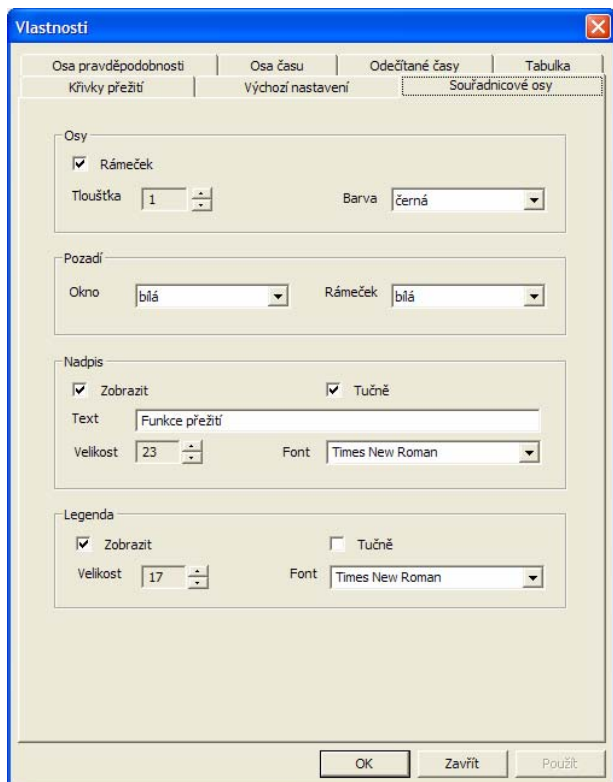 Vlastnosti
Osa pravděpodobnosti Osa času Odečítané časy Tabulka
Křivky přežití Výchozí nastavení Souřadnicové osy
Osy
Rámeček
Tloušťka 1 Barva černá
Pozadí
Okno bílá Rámeček bílá
Nadpis
Zobrazit Tučně
Text Funkce přežití
Velikost 23 Font Times New Roman
Legenda
Zobrazit Tučně
Velikost 17 Font Times New Roman
OK Zavřít Použít